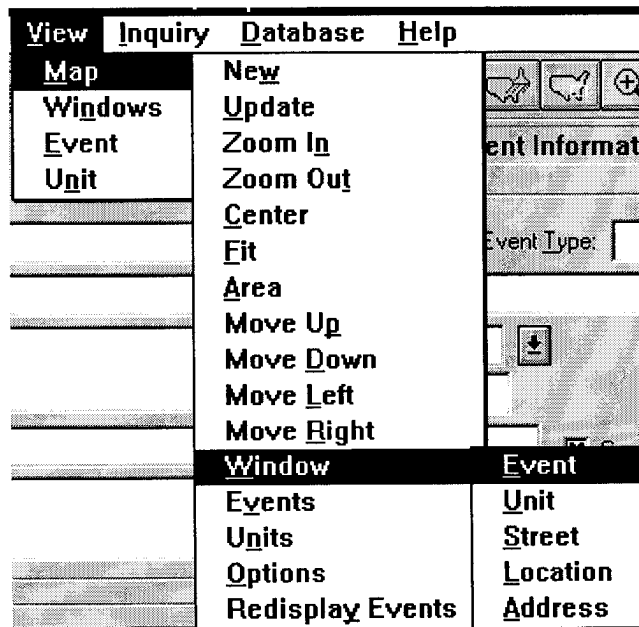 View Inquiry Database Help
Map
Windows
Event
Unit
New
Update
Zoom In
Zoom Out
Center
Fit
Area
Move Up
Move Down
Move Left
Move Right
Window
Events
Units
Options
Redisplay Events
Event
Unit
Street
Location
Address
ent Informat
Event Type: